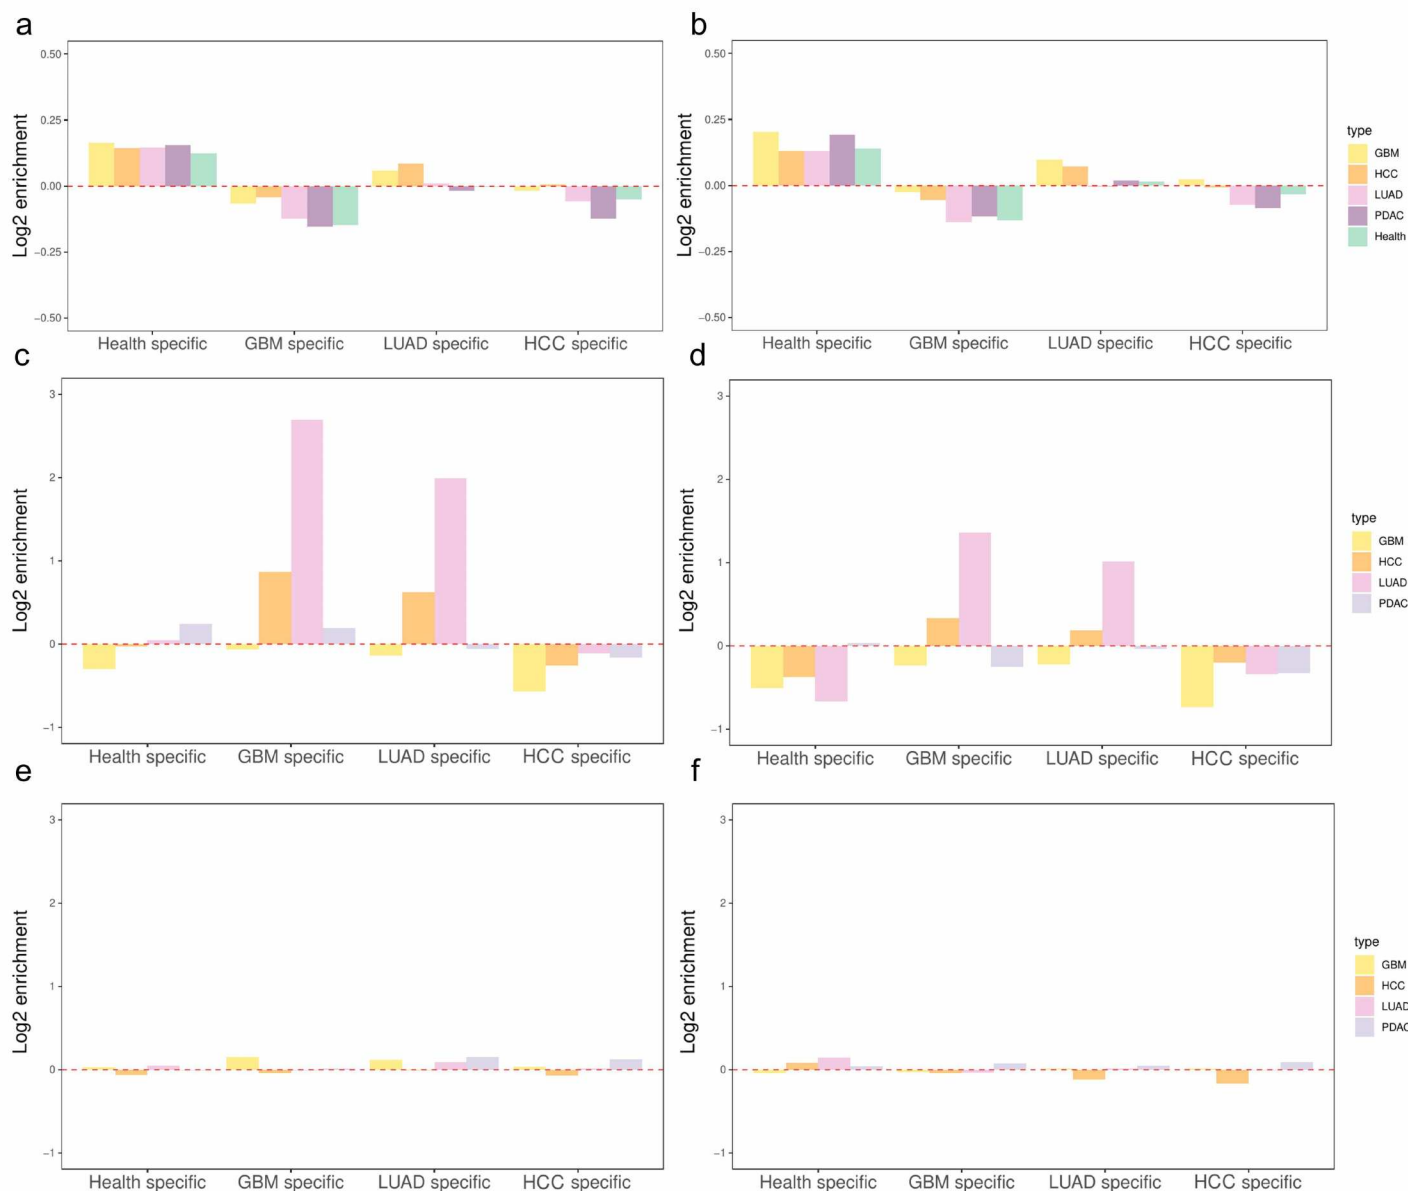 a
0.50
0.25
0.00
−0.25
−0.50
Log2 enrichment
Health specific
GBM specific
LUAD specific
HCC specific
b
0.50
0.25
0.00
−0.25
−0.50
Log2 enrichment
Health specific
GBM specific
LUAD specific
HCC specific
type
GBM
HCC
LUAD
PDAC
Health
c
3
2
1
0
−1
Log2 enrichment
Health specific
GBM specific
LUAD specific
HCC specific
d
3
2
1
0
−1
Log2 enrichment
Health specific
GBM specific
LUAD specific
HCC specific
type
GBM
HCC
LUAD
PDAC
e
3
2
1
0
−1
Log2 enrichment
Health specific
GBM specific
LUAD specific
HCC specific
f
3
2
1
0
−1
Log2 enrichment
Health specific
GBM specific
LUAD specific
HCC specific
type
GBM
HCC
LUAD
PDAC